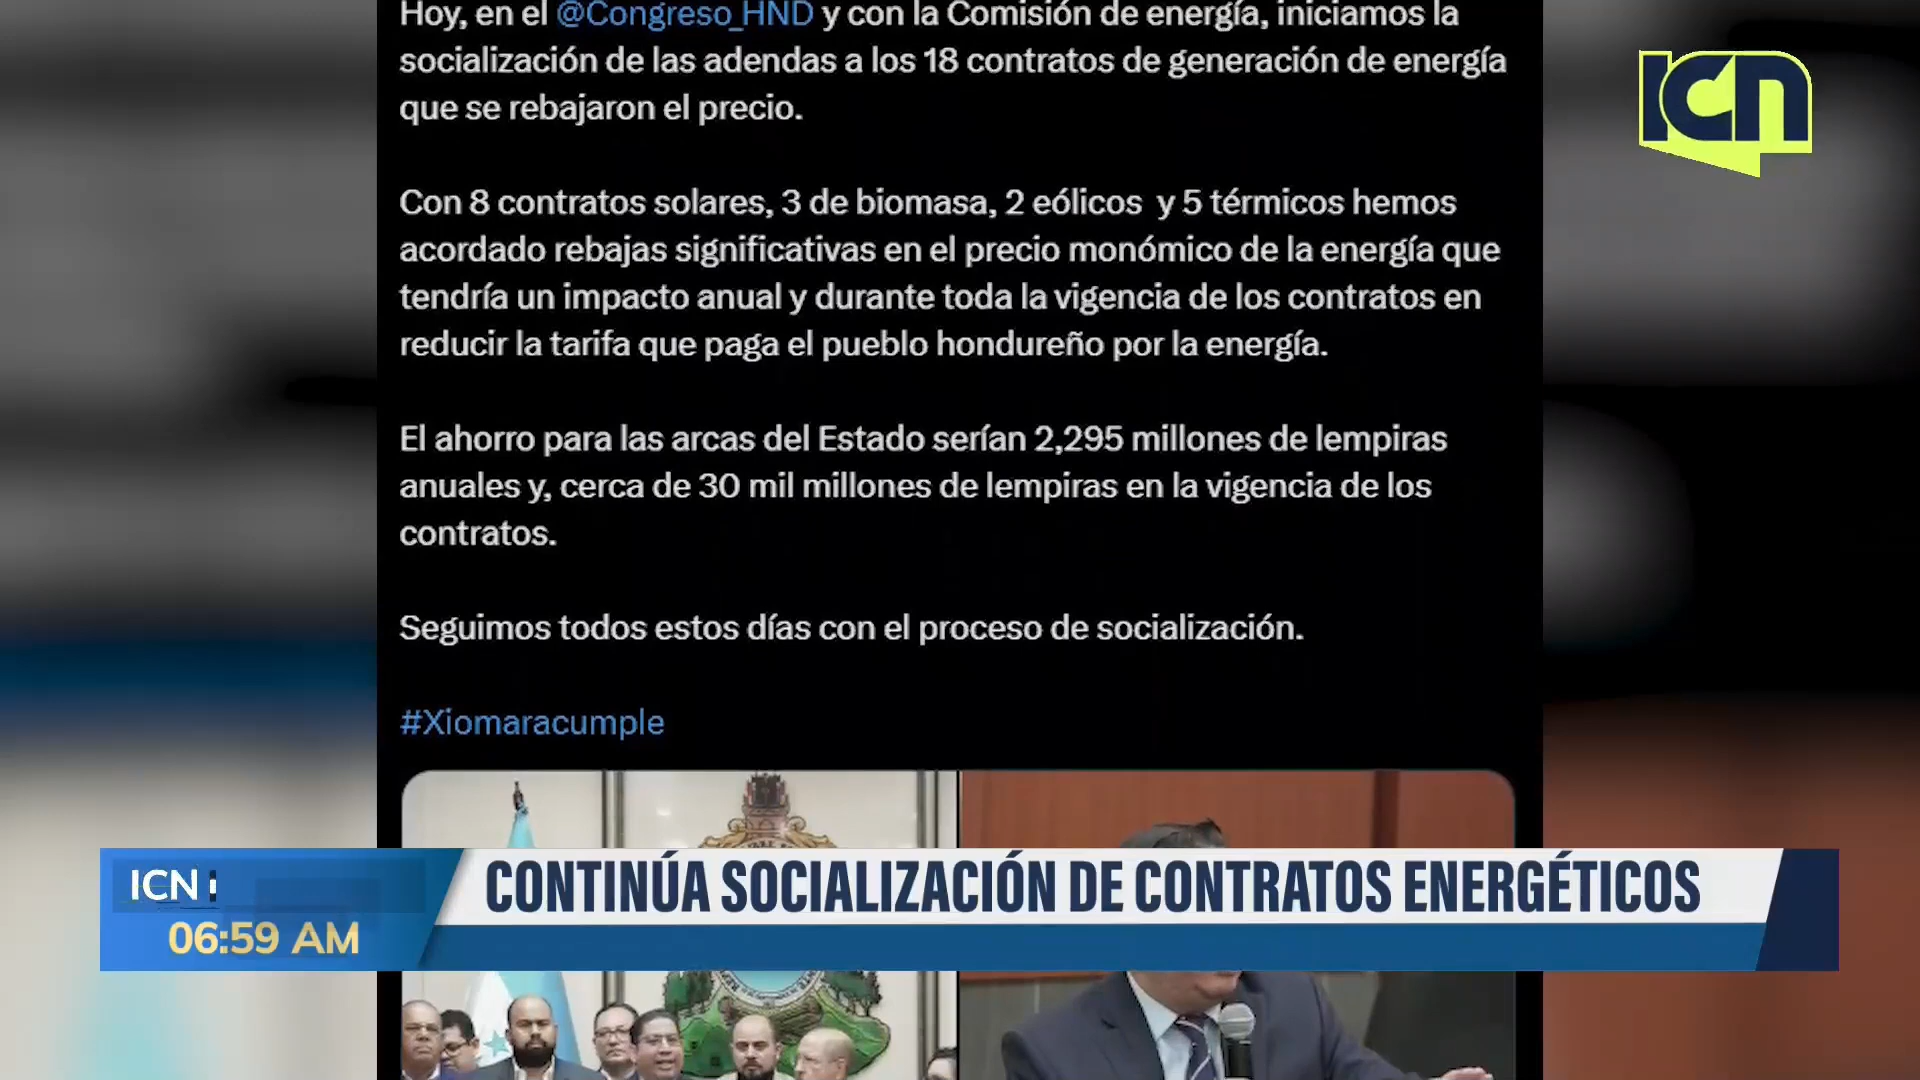 Hoy, en el @Congreso_HND y con la Comisión de energía, iniciamos la
socialización de las adendas a los 18 contratos de generación de energía
que se rebajaron el precio.
Con 8 contratos solares, 3 de biomasa, 2 eólicos y 5 térmicos hemos
acordado rebajas significativas en el precio monómico de la energía que
tendría un impacto anual y durante toda la vigencia de los contratos en
reducir la tarifa que paga el pueblo hondureño por la energía.
El ahorro para las arcas del Estado serían 2,295 millones de lempiras
anuales y, cerca de 30 mil millones de lempiras en la vigencia de los
contratos.
Seguimos todos estos días con el proceso de socialización.
#Xiomaracumple
ICN
CONTINÚA SOCIALIZACIÓN DE CONTRATOS ENERGÉTICOS
ICN
06:59 AM